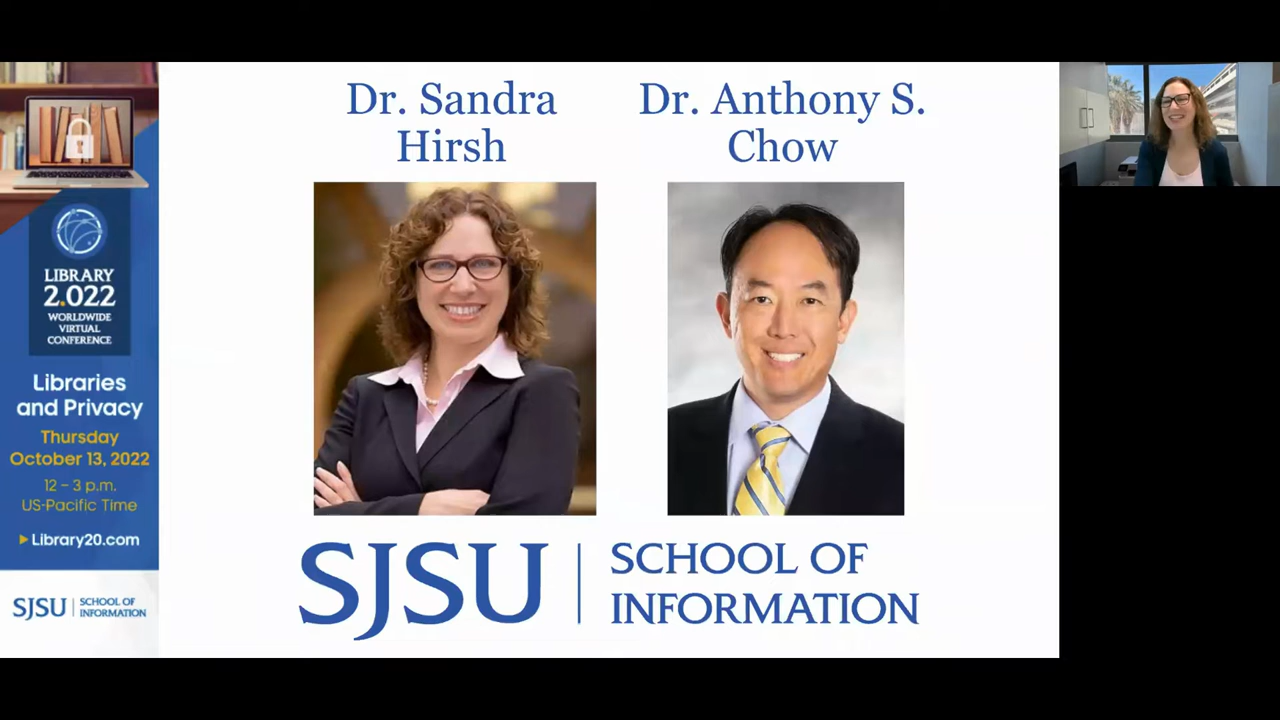 LIBRARY
2.022
WORLDWIDE
VIRTUAL
CONFERENCE
Libraries
and Privacy
Thursday
October 13, 2022
12 – 3 p.m.
US-Pacific Time
Library20.com
SJSU | SCHOOL OF
INFORMATION
Dr. Sandra
Hirsh
Dr. Anthony S.
Chow
SJSU | SCHOOL OF
INFORMATION